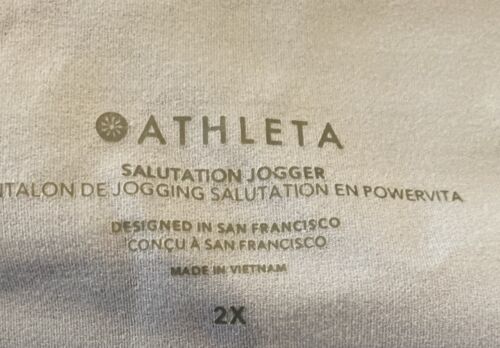 ATHLETA
SALUTATION JOGGER
DE JOGGING SALUTATION EN POWERVITA
DESIGNED IN SAN FRANCISCO
CONÇU À SAN FRANCISCO
MADE IN VIETNAM
2X